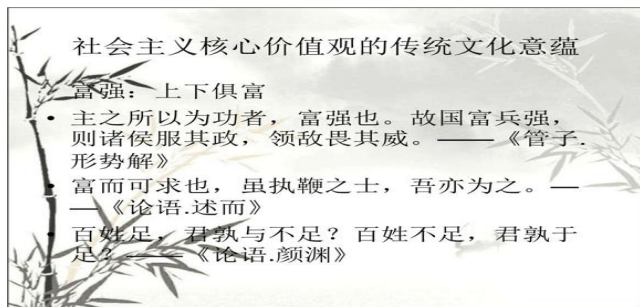 社会主义核心价值观的传统文化意蕴
富强：上下俱富
• 主之所以为功者，富强也。故国富兵强，
则诸侯服其政，领敌畏其威。——《管子.
形势解》
• 富而可求也，虽执鞭之士，吾亦为之。—
—《论语.述而》
• 百姓足，君孰与不足？百姓不足，君孰于
足？——《论语.颜渊》